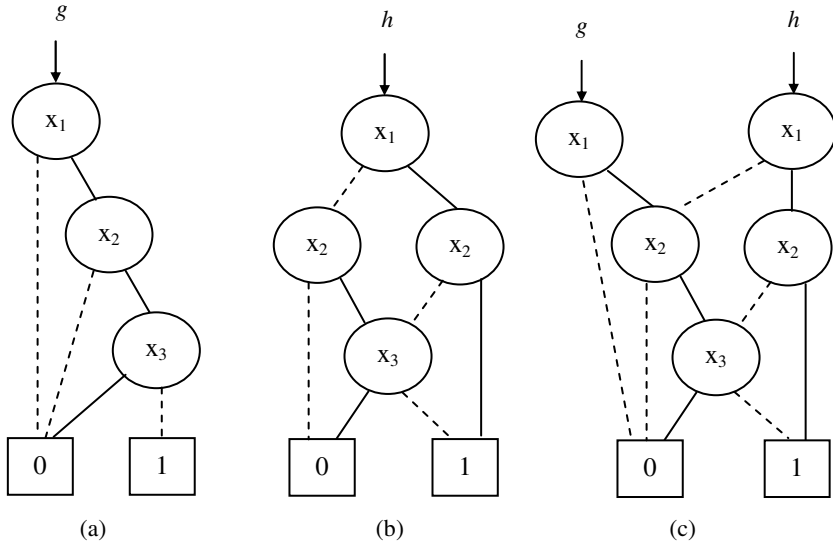 g
x₁
x₂
x₃
0
1
(a)
h
x₁
x₂
x₂
x₃
0
1
(b)
g
h
x₁
x₁
x₂
x₂
x₃
0
1
(c)